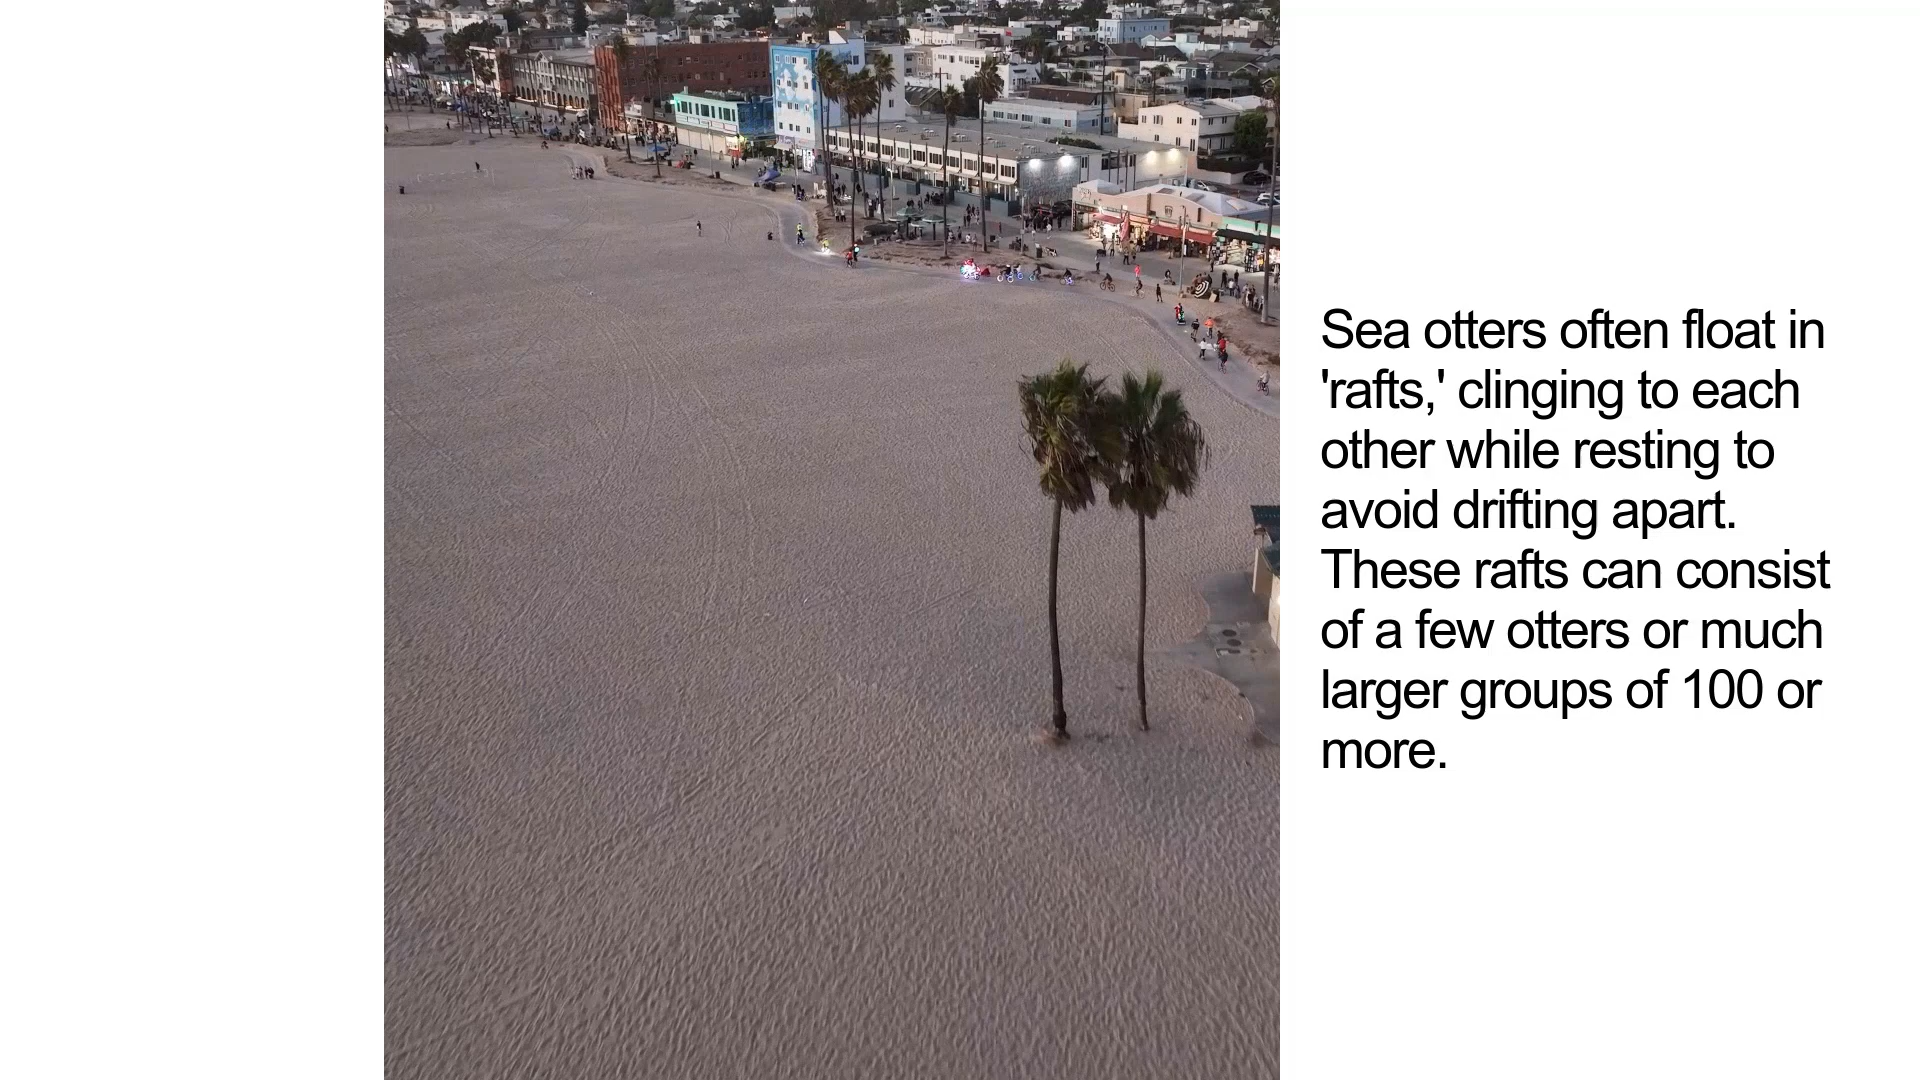 Sea otters often float in
'rafts,' clinging to each
other while resting to
avoid drifting apart.
These rafts can consist
of a few otters or much
larger groups of 100 or
more.